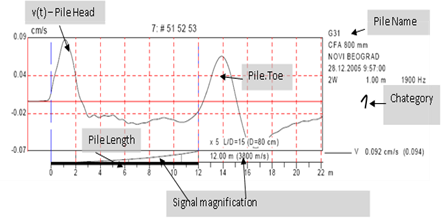 v(t) – Pile Head
cm/s
7: # 51 52 53
Pile Name
G31
CFA 800 mm
NOVI BEOGRAD
28.12.2005 9:57:00
2W 1.00 m 1900 Hz
Chategory
0.09
0.04
-0.02
-0.07
Pile.Toe
Pile Length
x 5 L/D=15 (D=80 cm)
12.00 m (3800 m/s)
V 0.092 cm/s (0.094)
0 2 4 6 8 10 12 14 16 18 20 22 m
Signal magnification